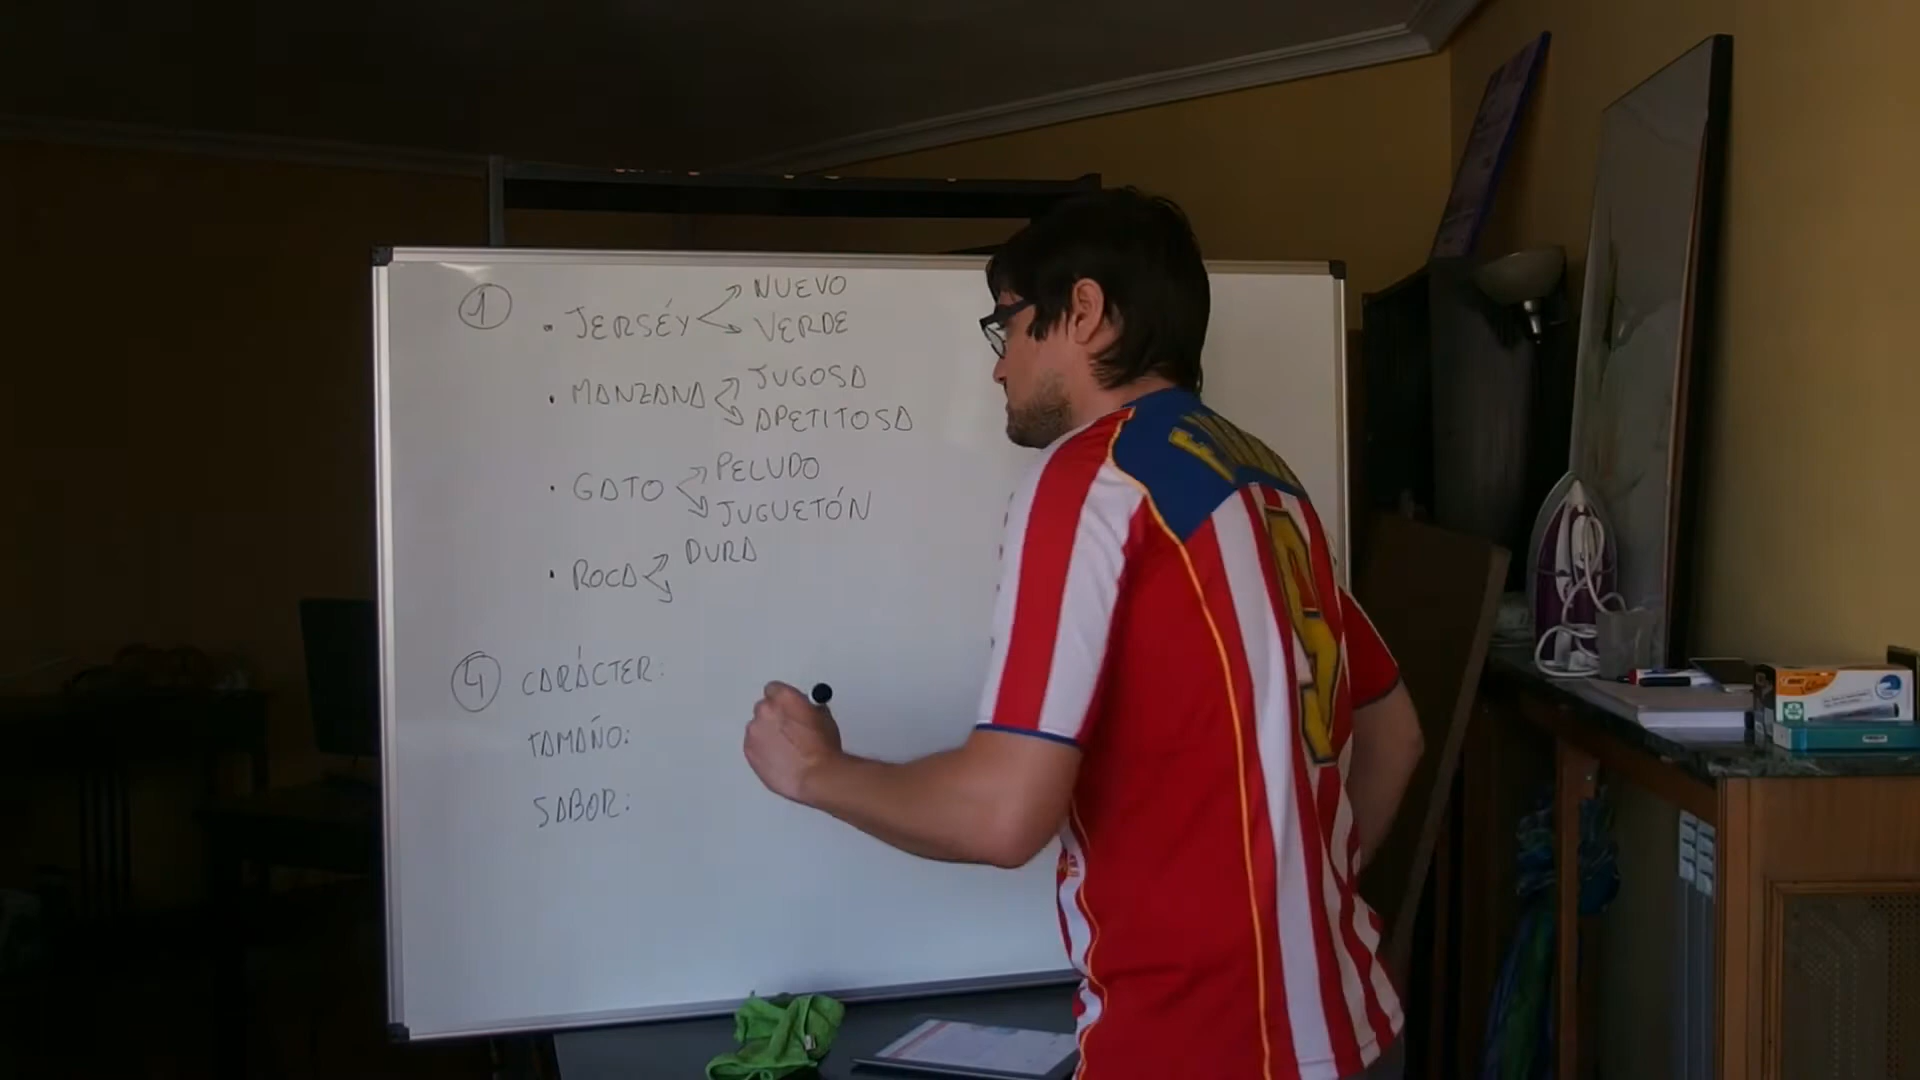 1
NUEVO
· JERSÉY
VERDE
JUGOSA
· MANZANA
APETITOSA
PELUDO
· GATO
JUGUETÓN
DURA
· ROCA
4 CARÁCTER:
TAMAÑO:
SABOR: